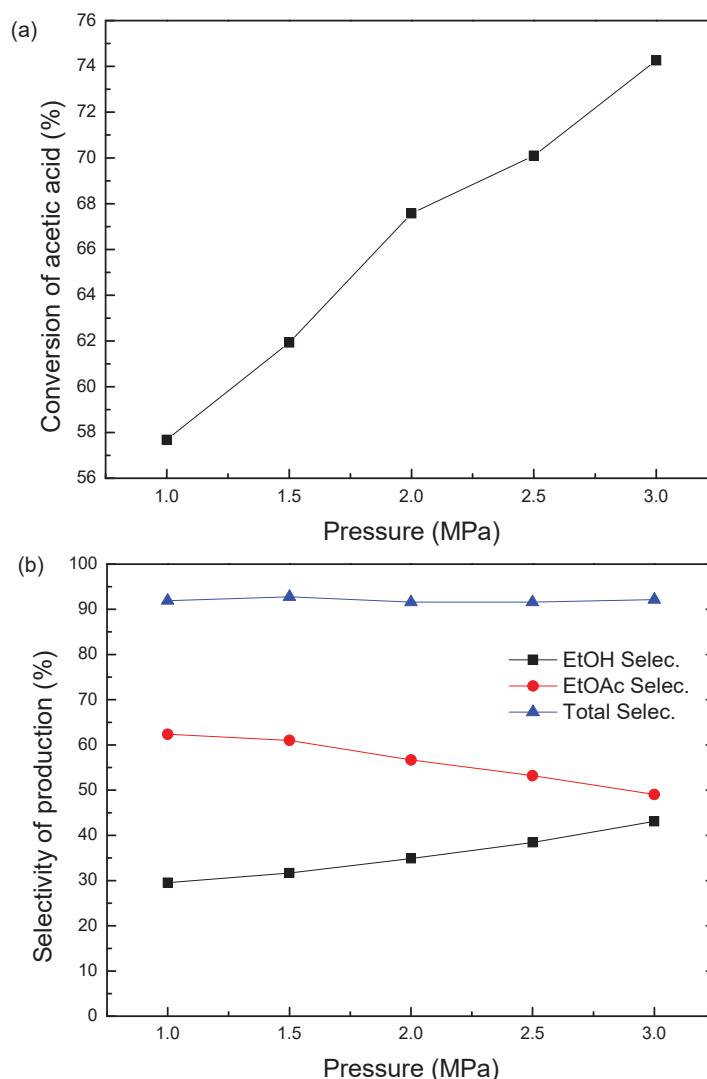 (a)
Conversion of acetic acid (%)
76
74
72
70
68
66
64
62
60
58
56
1.0 1.5 2.0 2.5 3.0
Pressure (MPa)
(b)
Selectivity of production (%)
100
90
80
70
60
50
40
30
20
10
0
EtOH Selec.
EtOAc Selec.
Total Selec.
1.0 1.5 2.0 2.5 3.0
Pressure (MPa)